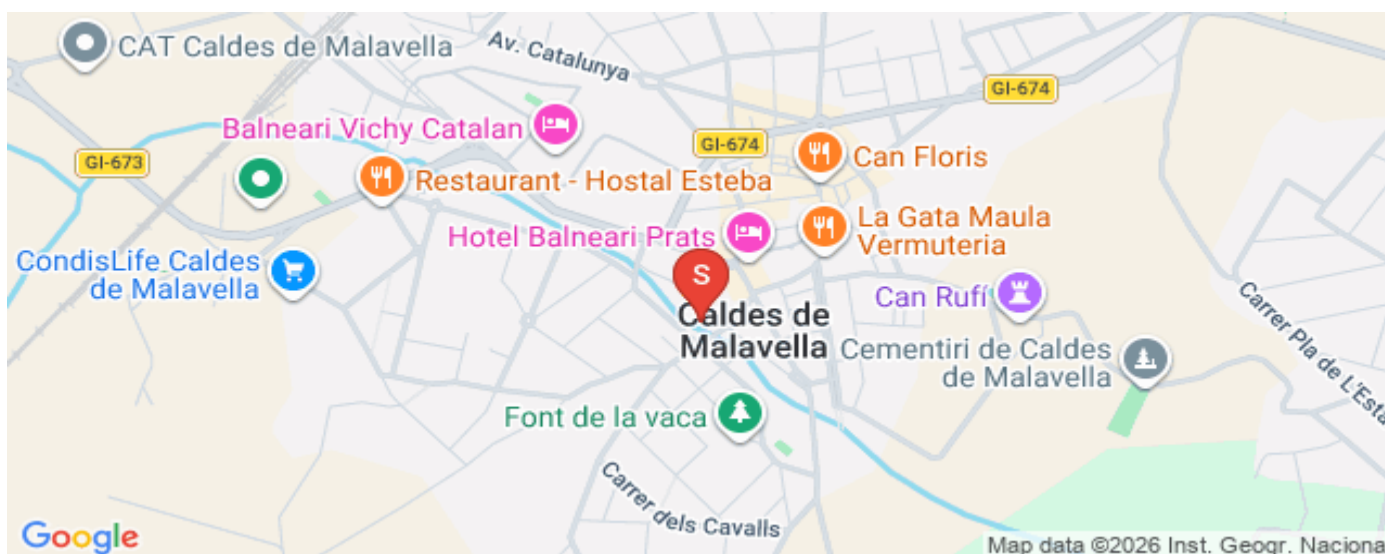 CAT Caldes de Malavella
Av. Catalunya
GI-674
Balneari Vichy Catalan
GI-674
Can Floris
GI-673
Restaurant - Hostal Esteba
La Gata Maula
Vermuteria
Hotel Balneari Prats
CondisLife Caldes
de Malavella
S
Can Rufí
Carrer Pla de L'Esta
Caldes de
Malavella
Cementiri de Caldes
de Malavella
Font de la vaca
Carrer dels Cavalls
Google
Map data ©2026 Inst. Geogr. Naciona